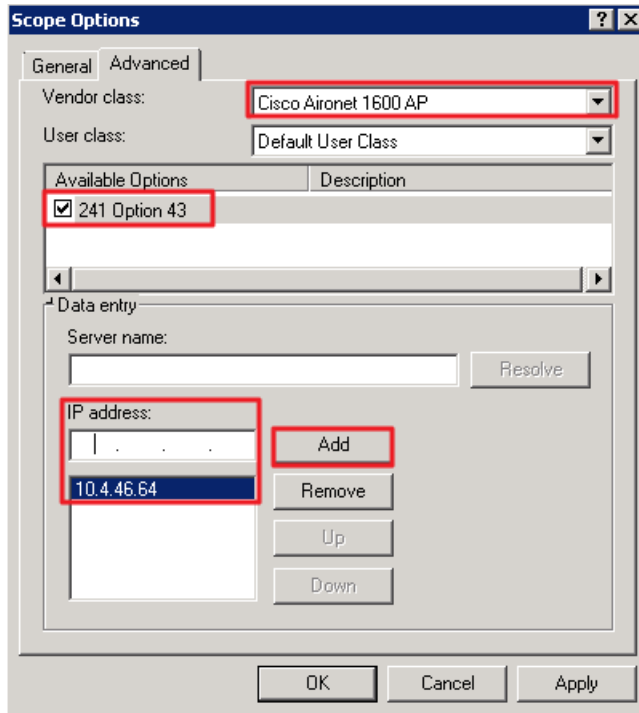 Scope Options
General Advanced
Vendor class: Cisco Aironet 1600 AP
User class: Default User Class
Available Options Description
241 Option 43
Data entry
Server name:
Resolve
IP address:
. . .
Add
10.4.46.64
Remove
Up
Down
OK Cancel Apply